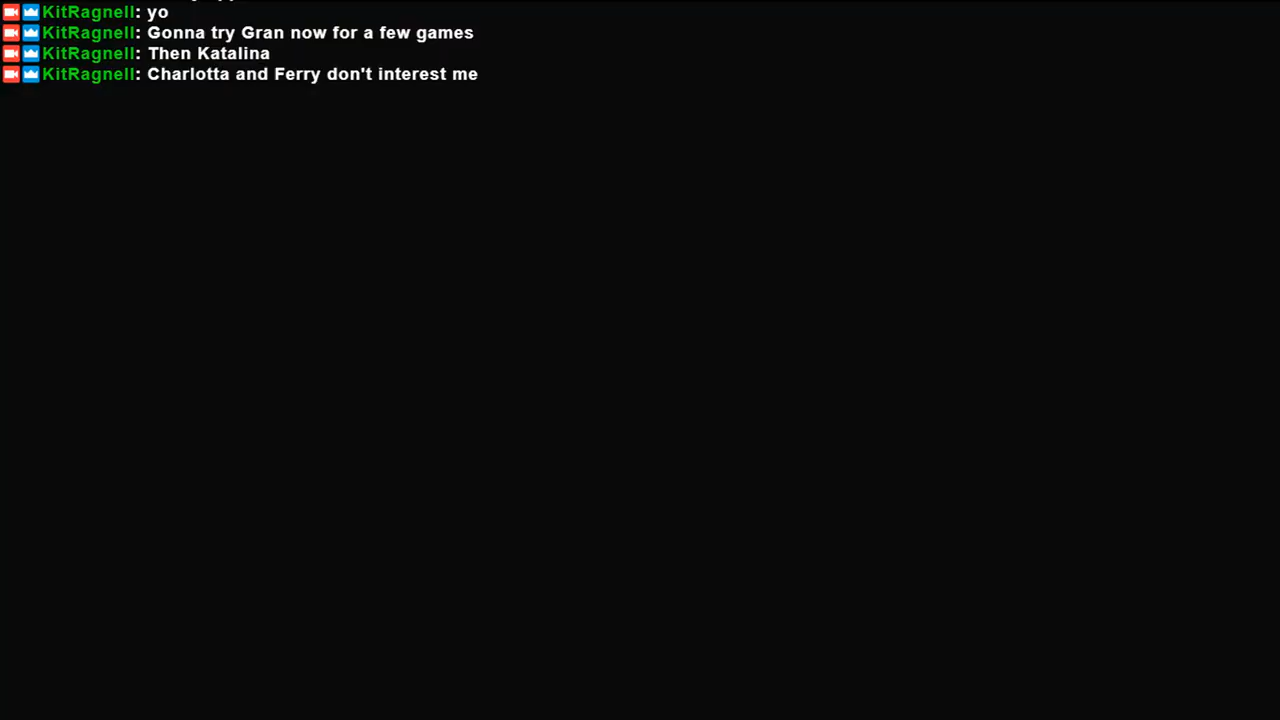 KitRagnell: yo
KitRagnell: Gonna try Gran now for a few games
KitRagnell: Then Katalina
KitRagnell: Charlotta and Ferry don't interest me